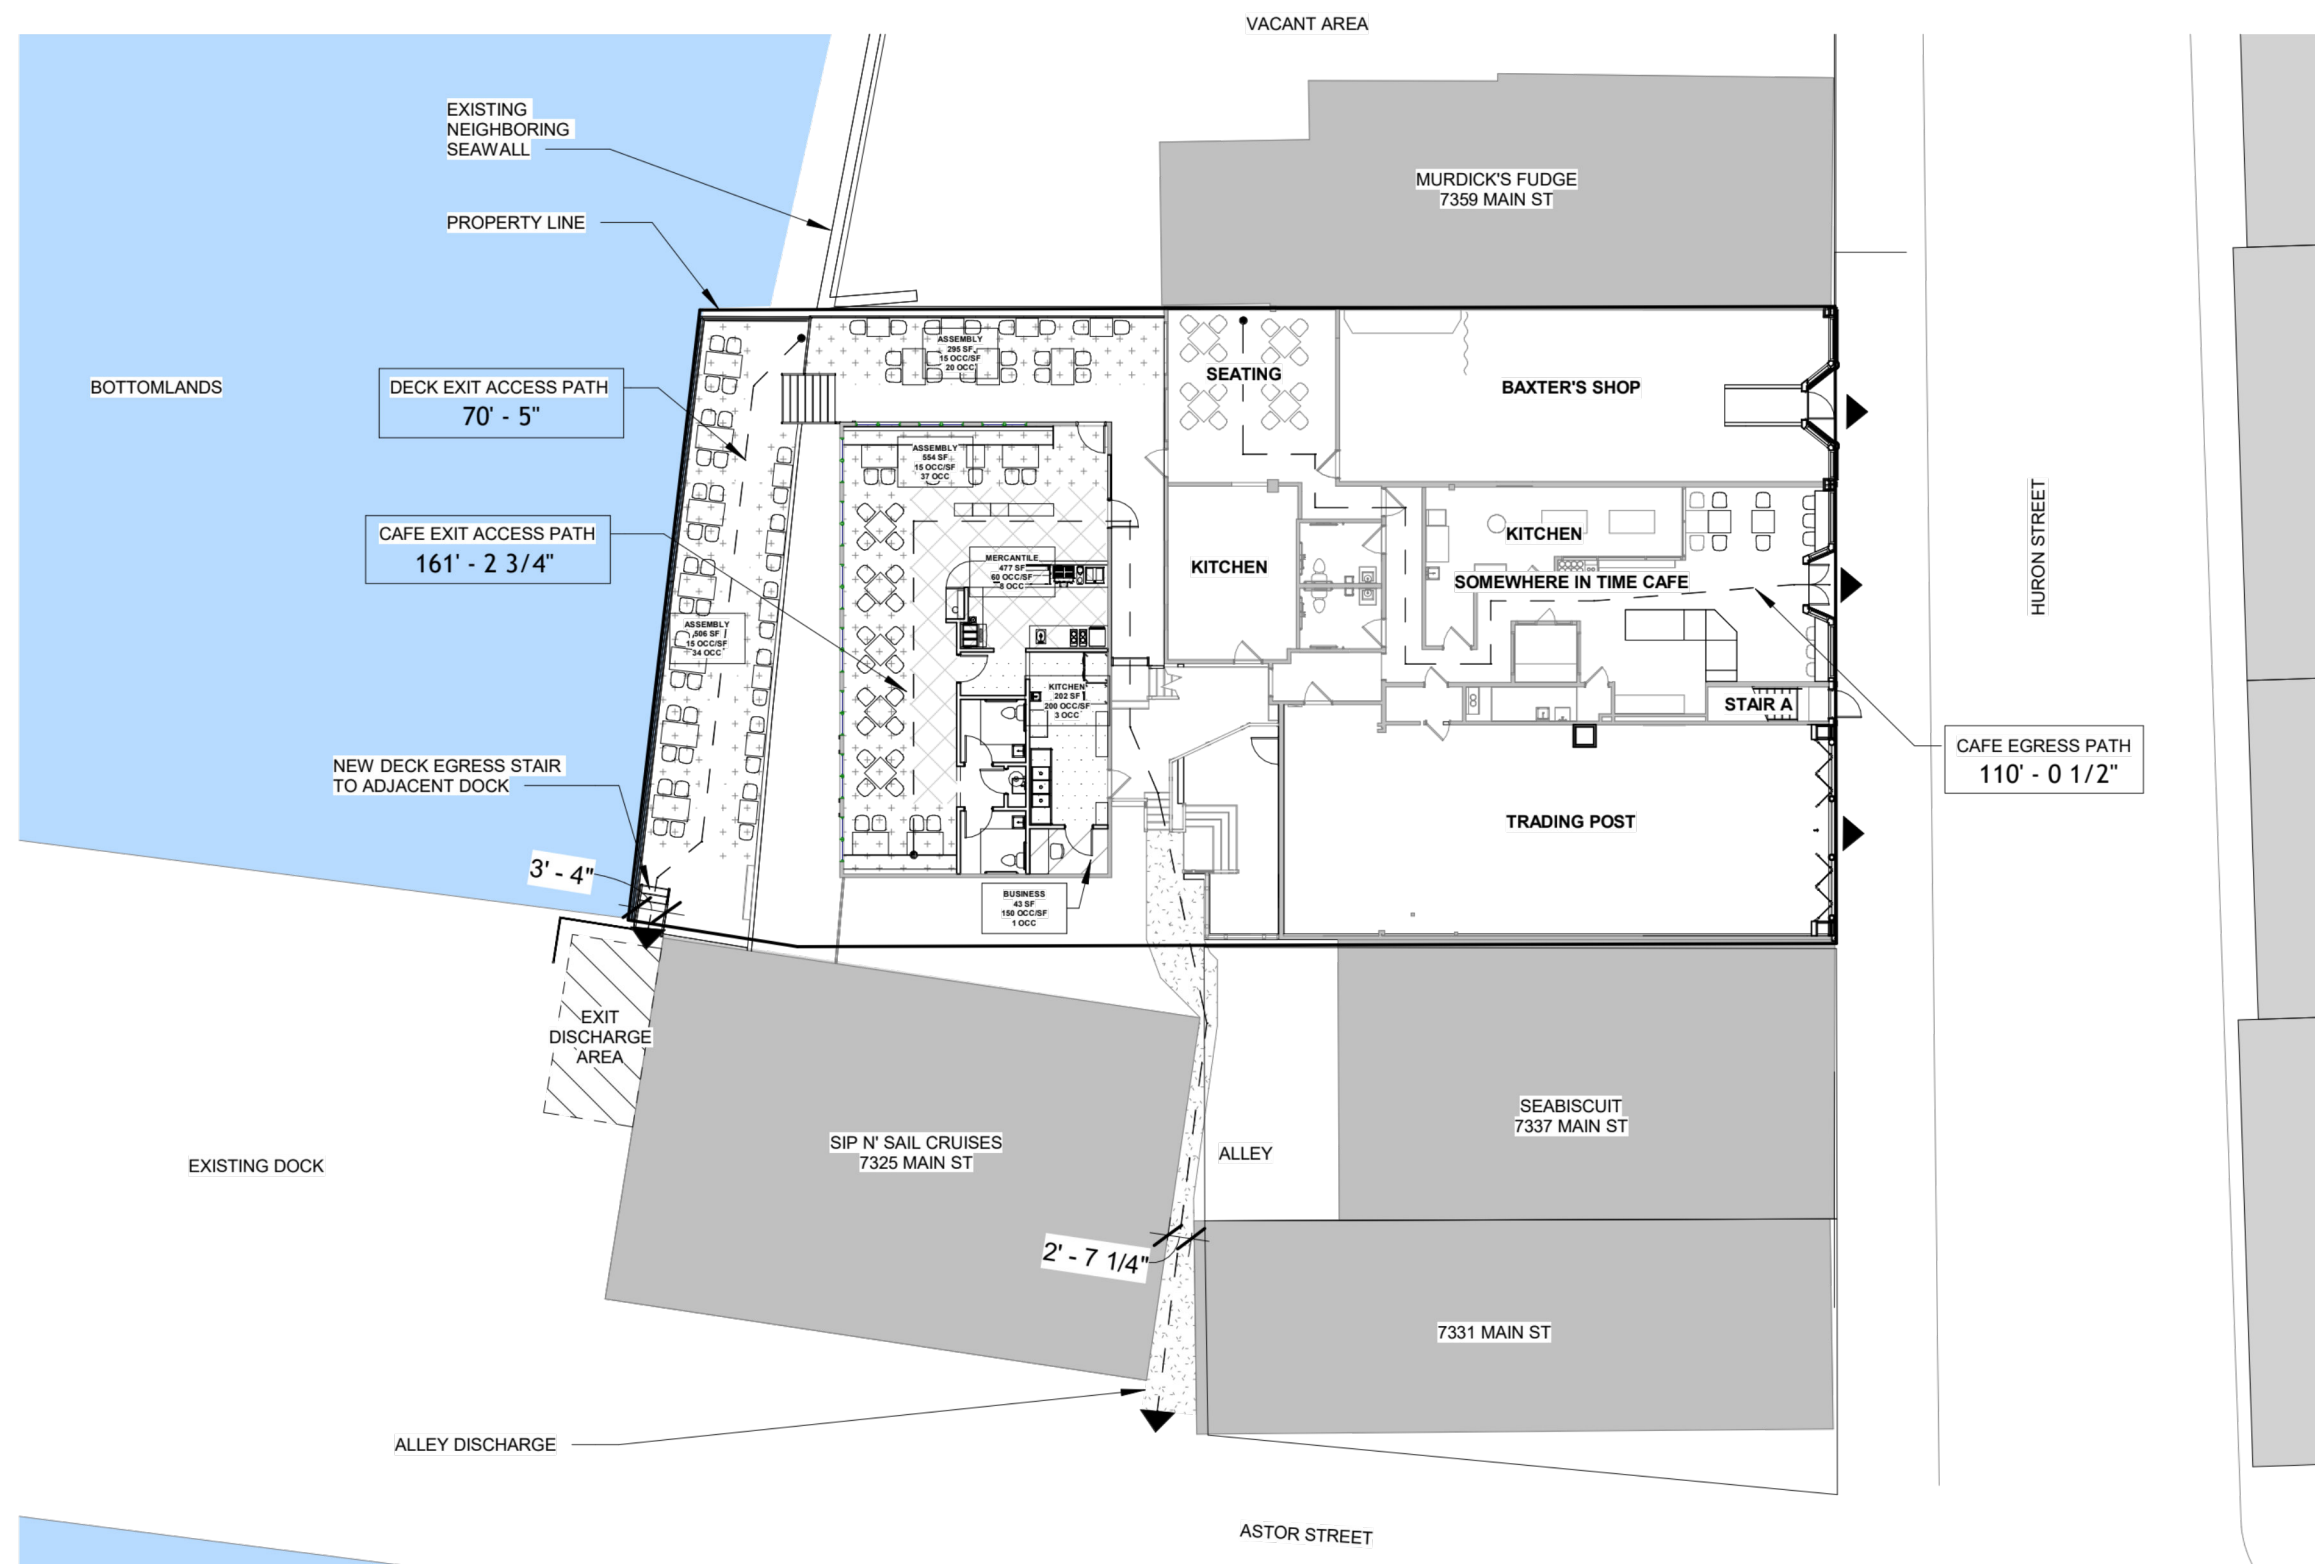 VACANT AREA
EXISTING
NEIGHBORING
SEAWALL
PROPERTY LINE
MURDICK'S FUDGE
7359 MAIN ST
BOTTOMLANDS
DECK EXIT ACCESS PATH
70' - 5"
ASSEMBLY
295 SF
15 OCC/SF
20 OCC
SEATING
BAXTER'S SHOP
ASSEMBLY
554 SF
15 OCC/SF
37 OCC
CAFE EXIT ACCESS PATH
161' - 2 3/4"
MERCANTILE
477 SF
60 OCC/SF
8 OCC
KITCHEN
KITCHEN
SOMEWHERE IN TIME CAFE
HURON STREET
ASSEMBLY
506 SF
15 OCC/SF
34 OCC
KITCHEN
202 SF
200 OCC/SF
3 OCC
STAIR A
CAFE EGRESS PATH
110' - 0 1/2"
NEW DECK EGRESS STAIR
TO ADJACENT DOCK
TRADING POST
3' - 4"
BUSINESS
43 SF
150 OCC/SF
1 OCC
EXIT
DISCHARGE
AREA
SIP N' SAIL CRUISES
7325 MAIN ST
SEABISCUIT
7337 MAIN ST
ALLEY
EXISTING DOCK
2' - 7 1/4"
7331 MAIN ST
ALLEY DISCHARGE
ASTOR STREET